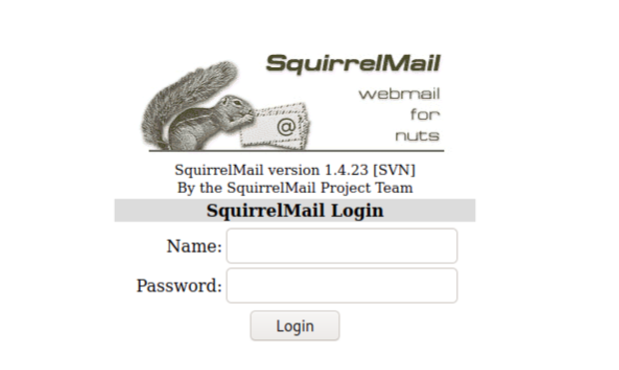 SquirrelMail
webmail
for
nuts
@
SquirrelMail version 1.4.23 [SVN]
By the SquirrelMail Project Team
SquirrelMail Login
Name:
Password:
Login